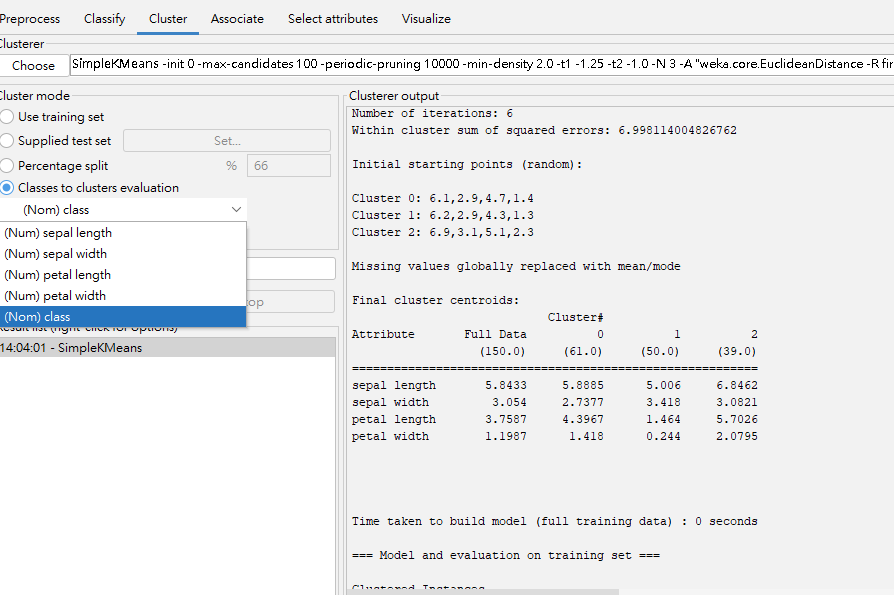 Preprocess Classify Cluster Associate Select attributes Visualize
Clusterer
Choose SimpleKMeans -init 0 -max-candidates 100 -periodic-pruning 10000 -min-density 2.0 -t1 -1.25 -t2 -1.0 -N 3 -A "weka.core.EuclideanDistance -R fir
Cluster mode
Use training set
Supplied test set Set...
Percentage split % 66
Classes to clusters evaluation
(Nom) class
(Num) sepal length
(Num) sepal width
(Num) petal length
(Num) petal width
(Nom) class
op
Result list (right-click for options)
14:04:01 - SimpleKMeans
Clusterer output
Number of iterations: 6
Within cluster sum of squared errors: 6.998114004826762
Initial starting points (random):
Cluster 0: 6.1,2.9,4.7,1.4
Cluster 1: 6.2,2.9,4.3,1.3
Cluster 2: 6.9,3.1,5.1,2.3
Missing values globally replaced with mean/mode
Final cluster centroids:
Cluster#
Attribute Full Data 0 1 2
(150.0) (61.0) (50.0) (39.0)
==========================================================
sepal length 5.8433 5.8885 5.006 6.8462
sepal width 3.054 2.7377 3.418 3.0821
petal length 3.7587 4.3967 1.464 5.7026
petal width 1.1987 1.418 0.244 2.0795
Time taken to build model (full training data) : 0 seconds
=== Model and evaluation on training set ===
Clustered Instances